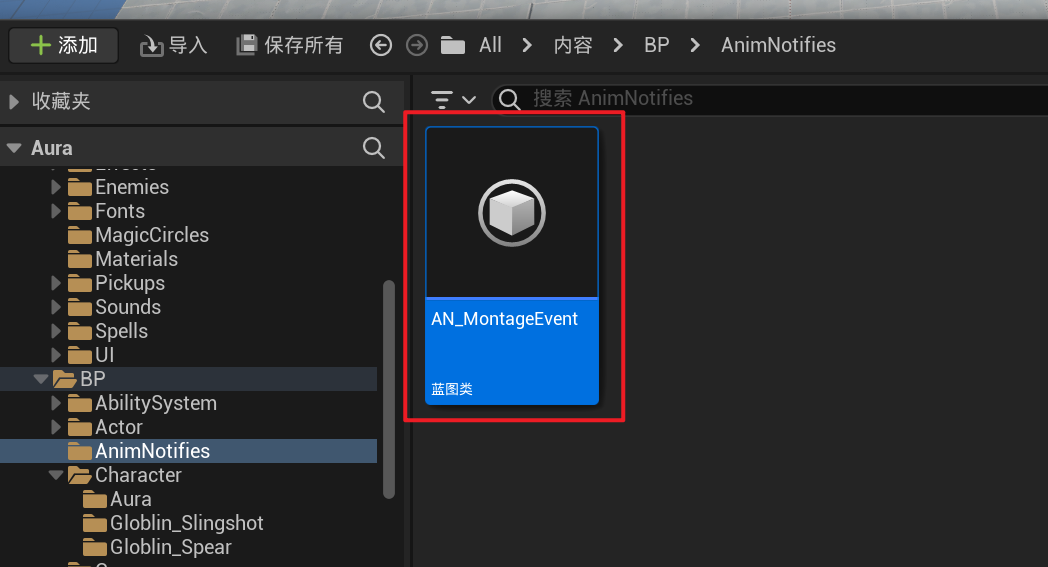 添加 导入 保存所有 All 内容 BP AnimNotifies
收藏夹
搜索 AnimNotifies
Aura
Enemies
Fonts
MagicCircles
Materials
Pickups
Sounds
Spells
UI
BP
AbilitySystem
Actor
AnimNotifies
Character
Aura
Globlin_Slingshot
Globlin_Spear
AN_MontageEvent
蓝图类